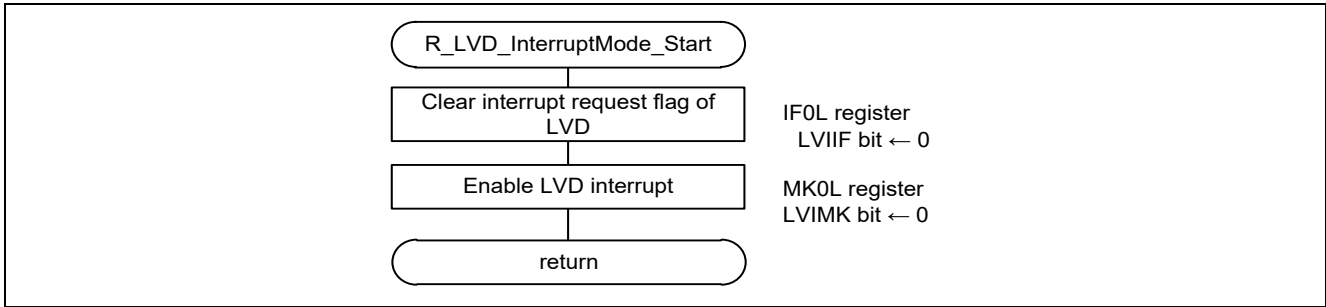 R_LVD_InterruptMode_Start
Clear interrupt request flag of
LVD
IF0L register
LVIIF bit ← 0
Enable LVD interrupt
MK0L register
LVIMK bit ← 0
return